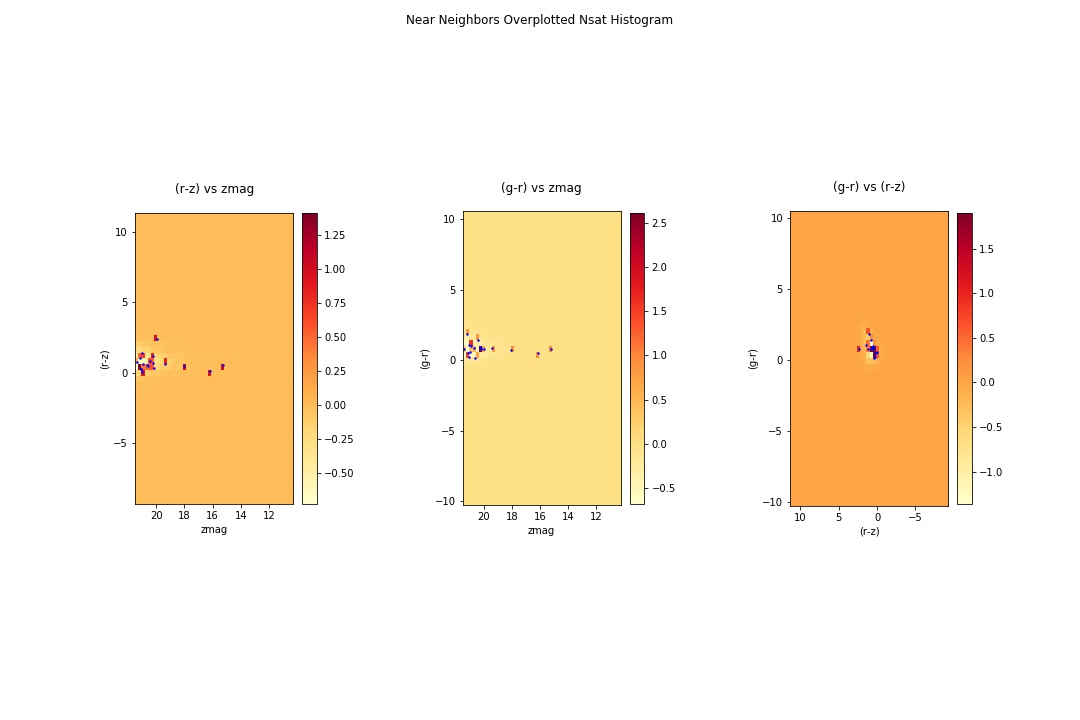 Near Neighbors Overplotted Nsat Histogram
(r-z) vs zmag
(r-z)
10
5
0
−5
20 18 16 14 12
zmag
1.25
1.00
0.75
0.50
0.25
0.00
−0.25
−0.50
(g-r) vs zmag
(g-r)
10
5
0
−5
−10
20 18 16 14 12
zmag
2.5
2.0
1.5
1.0
0.5
0.0
−0.5
(g-r) vs (r-z)
(g-r)
10
5
0
−5
−10
10 5 0 −5
(r-z)
1.5
1.0
0.5
0.0
−0.5
−1.0